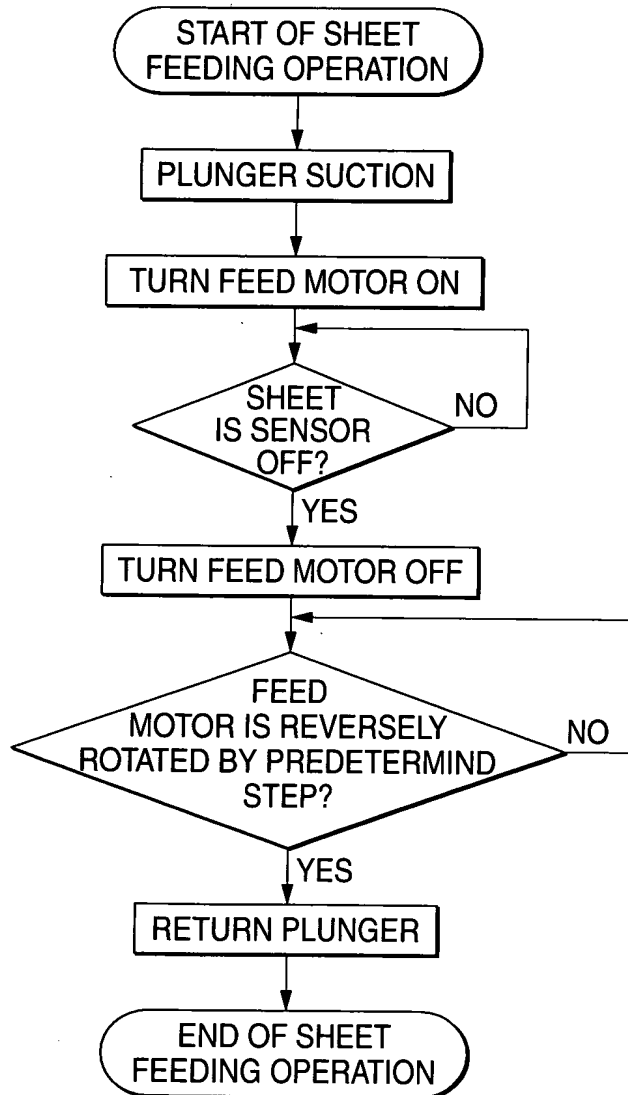 START OF SHEET
FEEDING OPERATION
PLUNGER SUCTION
TURN FEED MOTOR ON
SHEET
IS SENSOR
OFF?
NO
YES
TURN FEED MOTOR OFF
FEED
MOTOR IS REVERSELY
ROTATED BY PREDETERMIND
STEP?
NO
YES
RETURN PLUNGER
END OF SHEET
FEEDING OPERATION